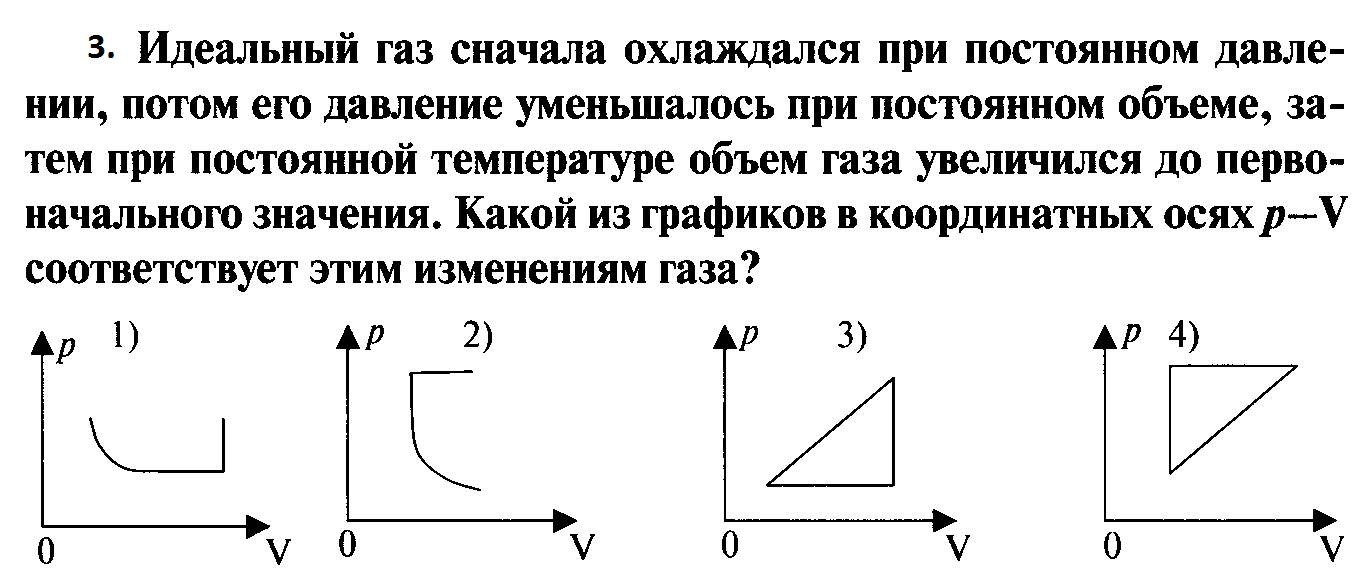 3. Идеальный газ сначала охлаждался при постоянном давле-
нии, потом его давление уменьшалось при постоянном объеме, за-
тем при постоянной температуре объем газа увеличился до перво-
начального значения. Какой из графиков в координатных осях p–V
соответствует этим изменениям газа?
p 1) p 2) p 3) p 4)
0 V 0 V 0 V 0 V